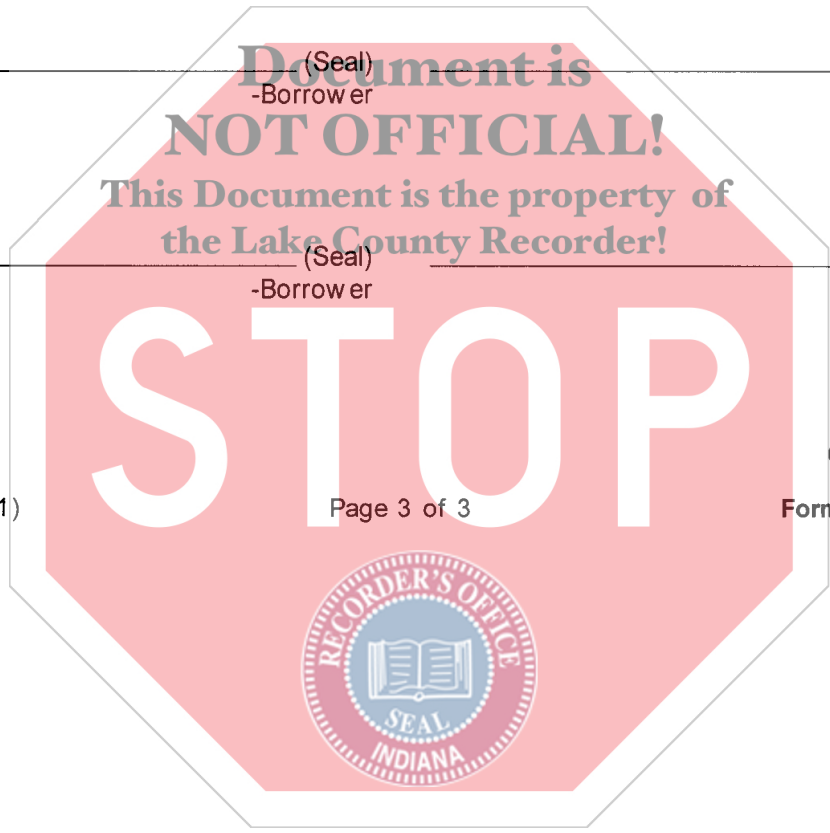 Document is
(Seal)
-Borrower
NOT OFFICIAL!
This Document is the property of
the Lake County Recorder!
(Seal)
-Borrower
STOP
1) Page 3 of 3
RECORDER'S OFFICE
SEAL
INDIANA